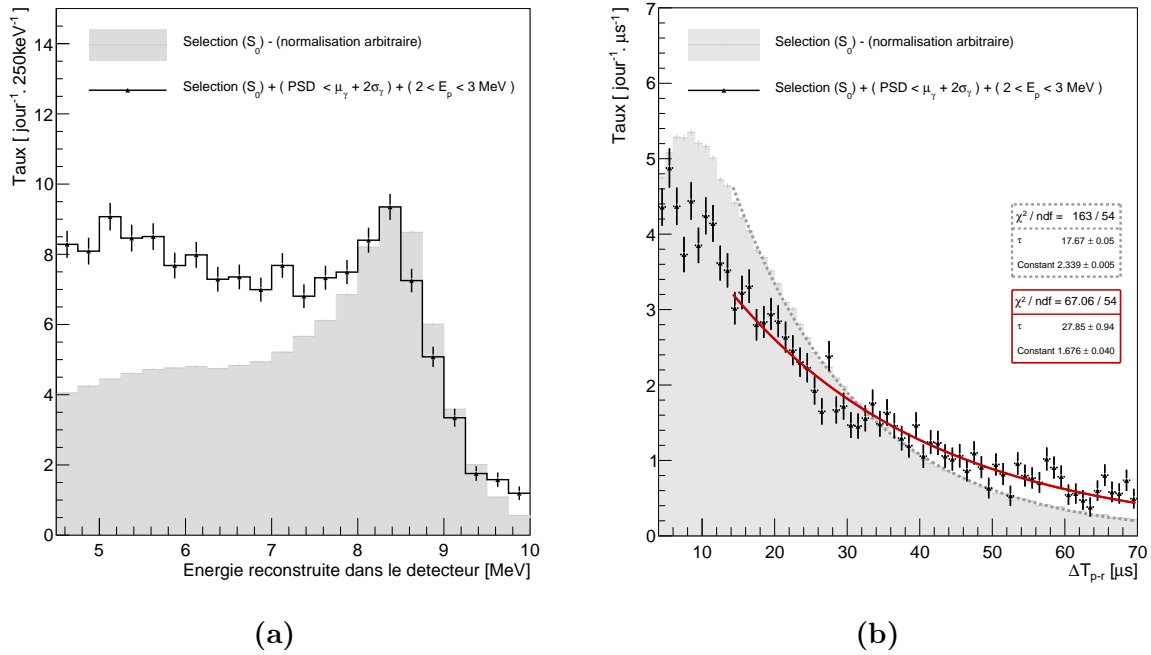 Taux [ jour⁻¹. 250keV⁻¹]
14
12
10
8
6
4
2
0
Selection (S₀) - (normalisation arbitraire)
Selection (S₀) + ( PSD < μᵧ + 2σᵧ) + ( 2 < Eₚ < 3 MeV )
5 6 7 8 9 10
Energie reconstruite dans le detecteur [MeV]
(a)
Taux [ jour⁻¹. μs⁻¹]
7
6
5
4
3
2
1
0
Selection (S₀) - (normalisation arbitraire)
Selection (S₀) + ( PSD < μᵧ + 2σᵧ) + ( 2 < Eₚ < 3 MeV )
χ² / ndf = 163 / 54
τ 17.67 ± 0.05
Constant 2.339 ± 0.005
χ² / ndf = 67.06 / 54
τ 27.85 ± 0.94
Constant 1.676 ± 0.040
10 20 30 40 50 60 70
ΔTₚ₋ᵣ [μs]
(b)